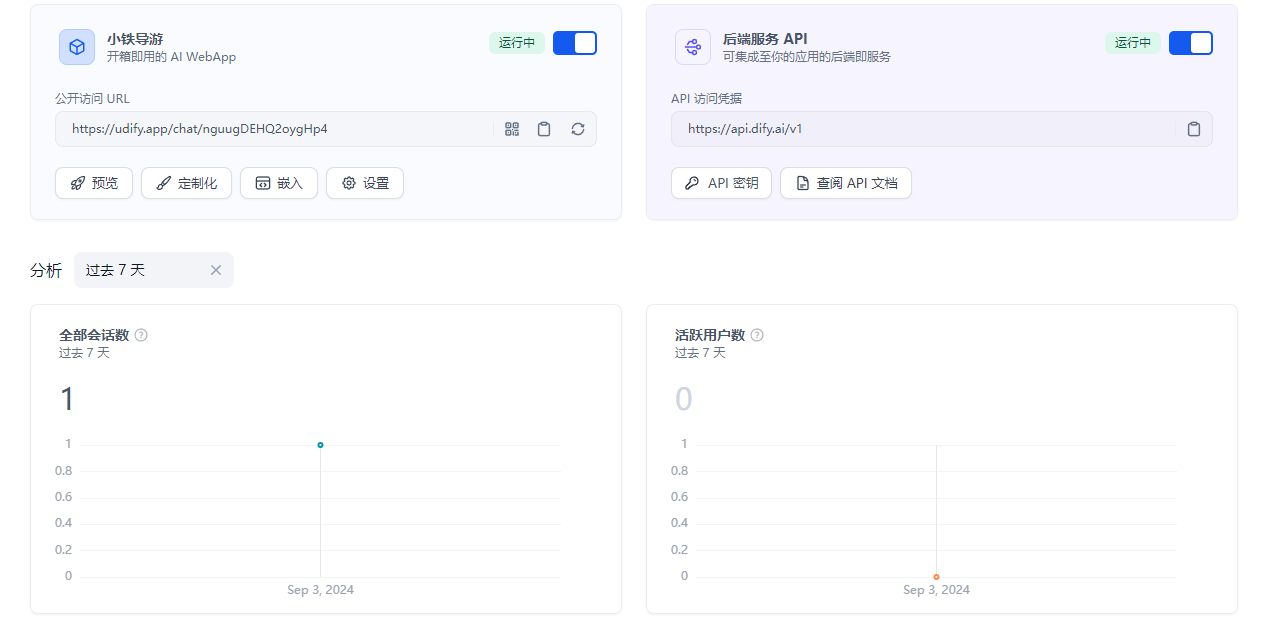 小铁导游
开箱即用的 AI WebApp
运行中
公开访问 URL
https://udify.app/chat/nguugDEHQ2oygHp4
预览
定制化
嵌入
设置
后端服务 API
可集成至你的应用的后端即服务
运行中
API 访问凭据
https://api.dify.ai/v1
API 密钥
查阅 API 文档
分析
过去 7 天
全部会话数
过去 7 天
1
1
0.8
0.6
0.4
0.2
0
Sep 3, 2024
活跃用户数
过去 7 天
0
1
0.8
0.6
0.4
0.2
0
Sep 3, 2024